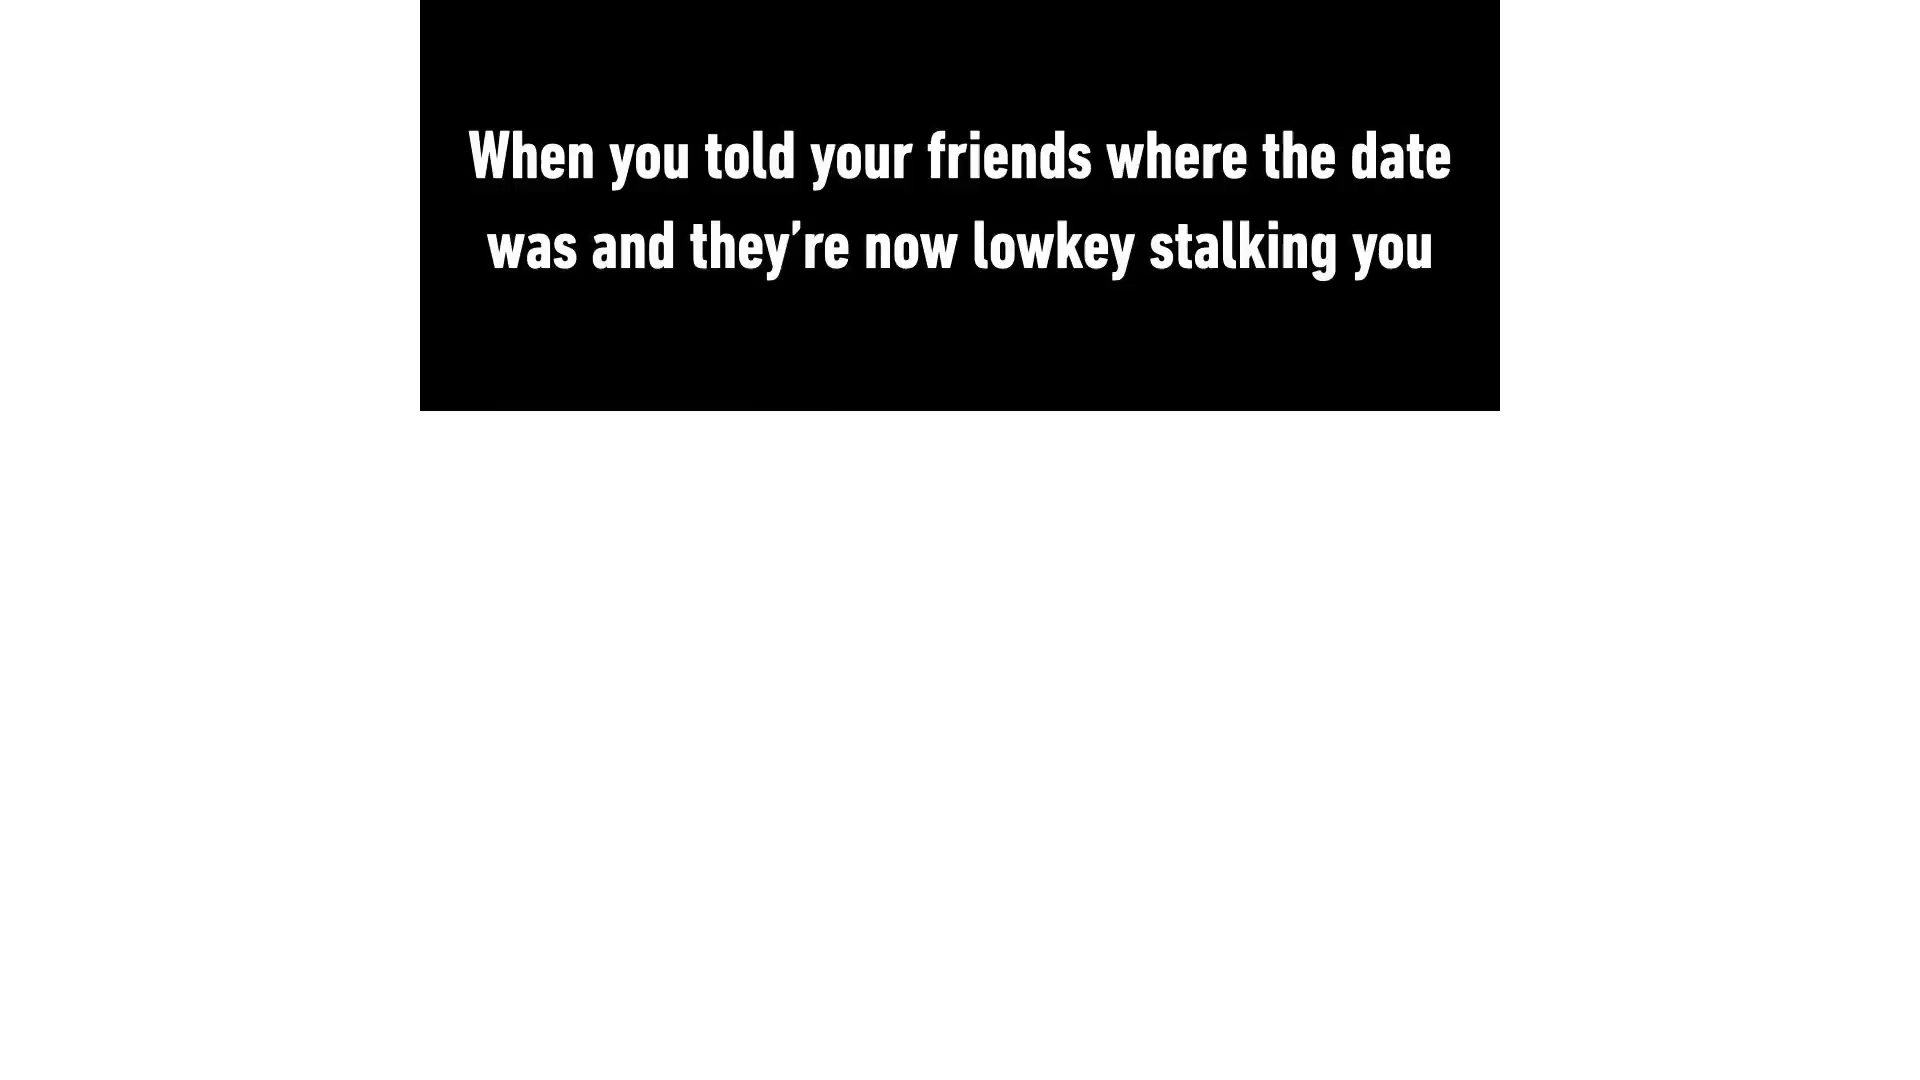 When you told your friends where the date
was and they’re now lowkey stalking you